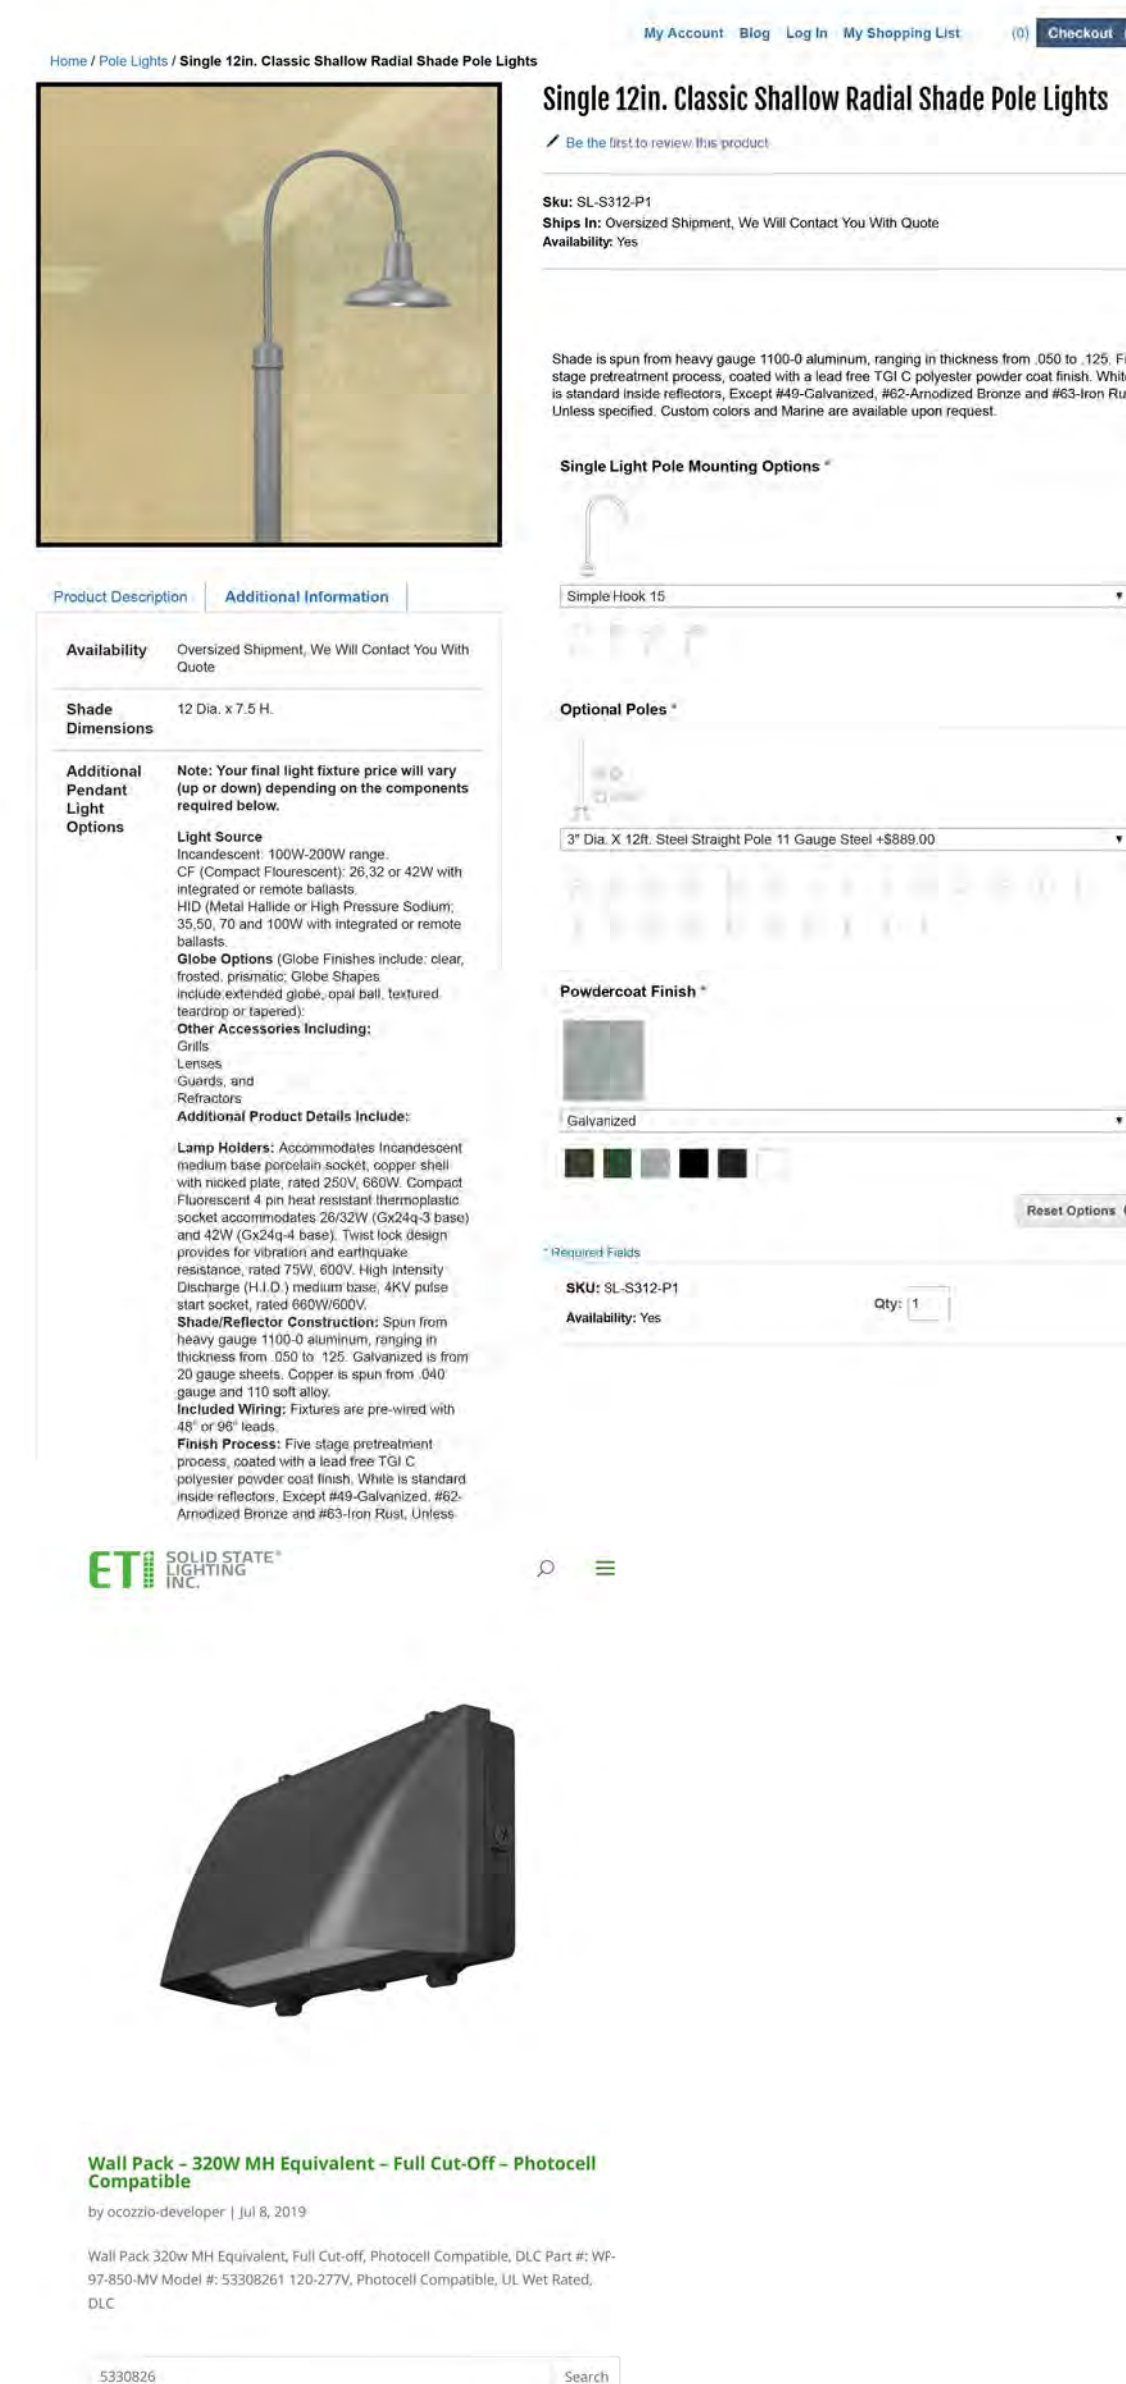 My Account Blog Log In My Shopping List (0) Checkout
Home / Pole Lights / Single 12in. Classic Shallow Radial Shade Pole Lights
Single 12in. Classic Shallow Radial Shade Pole Lights
Be the first to review this product
Sku: SL-S312-P1
Ships In: Oversized Shipment, We Will Contact You With Quote
Availability: Yes
Shade is spun from heavy gauge 1100-0 aluminum, ranging in thickness from .050 to .125. Fi
stage pretreatment process, coated with a lead free TGI C polyester powder coat finish. White
is standard inside reflectors, Except #49-Galvanized, #62-Arnodized Bronze and #63-Iron Ru
Unless specified. Custom colors and Marine are available upon request.
Single Light Pole Mounting Options *
Simple Hook 15
Optional Poles *
3" Dia. X 12ft. Steel Straight Pole 11 Gauge Steel +$889.00
Powdercoat Finish *
Galvanized
Reset Options
* Required Fields
SKU: SL-S312-P1
Availability: Yes
Qty: 1
Product Description
Additional Information
Availability
Oversized Shipment, We Will Contact You With
Quote
Shade
Dimensions
12 Dia. x 7.5 H.
Additional
Pendant
Light
Options
Note: Your final light fixture price will vary
(up or down) depending on the components
required below.
Light Source
Incandescent: 100W-200W range.
CF (Compact Flourescent): 26,32 or 42W with
integrated or remote ballasts.
HID (Metal Hallide or High Pressure Sodium;
35,50, 70 and 100W with integrated or remote
ballasts.
Globe Options (Globe Finishes include: clear,
frosted, prismatic; Globe Shapes
include:extended globe, opal ball, textured
teardrop or tapered):
Other Accessories Including:
Grills
Lenses
Guards, and
Refractors
Additional Product Details Include:
Lamp Holders: Accommodates Incandescent
medium base porcelain socket, copper shell
with nicked plate, rated 250V, 660W. Compact
Fluorescent 4 pin heat resistant thermoplastic
socket accommodates 26/32W (Gx24q-3 base)
and 42W (Gx24q-4 base). Twist lock design
provides for vibration and earthquake
resistance, rated 75W, 600V. High Intensity
Discharge (H.I.D.) medium base, 4KV pulse
start socket, rated 660W/600V.
Shade/Reflector Construction: Spun from
heavy gauge 1100-0 aluminum, ranging in
thickness from .050 to .125. Galvanized is from
20 gauge sheets. Copper is spun from .040
gauge and 110 soft alloy.
Included Wiring: Fixtures are pre-wired with
48" or 96" leads.
Finish Process: Five stage pretreatment
process, coated with a lead free TGI C
polyester powder coat finish. While is standard
inside reflectors, Except #49-Galvanized, #62-
Arnodized Bronze and #63-Iron Rust, Unless
ETI SOLID STATE®
LIGHTING
INC.
Wall Pack – 320W MH Equivalent – Full Cut-Off – Photocell
Compatible
by ocozzio-developer | Jul 8, 2019
Wall Pack 320w MH Equivalent, Full Cut-off, Photocell Compatible, DLC Part #: WF-
97-850-MV Model #: 53308261 120-277V, Photocell Compatible, UL Wet Rated,
DLC
5330826 Search